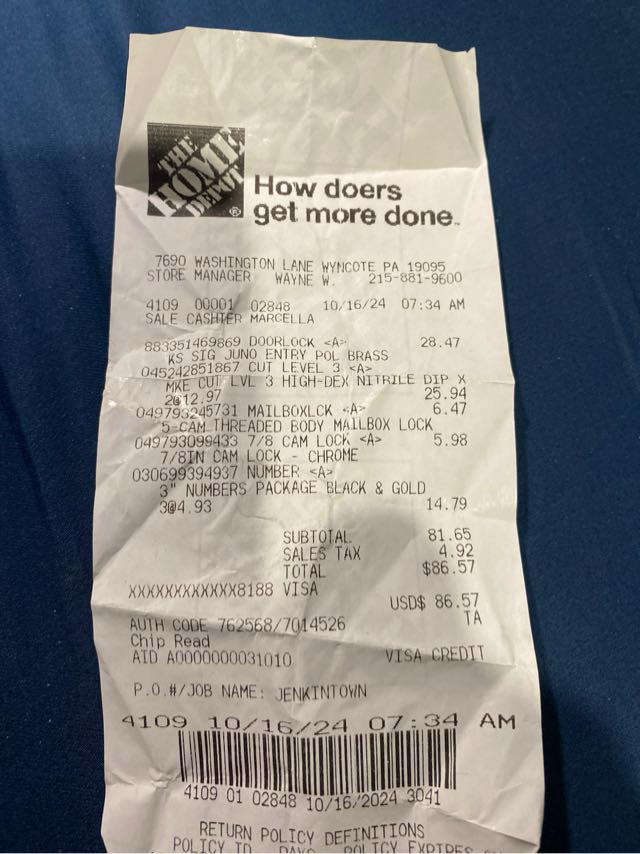 THE
HOME
DEPOT
®
How doers
get more done™
7690 WASHINGTON LANE WYNCOTE PA 19095
STORE MANAGER WAYNE W. 215-881-9600
4109 00001 02848 10/16/24 07:34 AM
SALE CASHIER MARCELLA
883351469869 DOORLOCK <A> 28.47
KS SIG JUNO ENTRY POL BRASS
045242851867 CUT LEVEL 3 <A>
MKE CUT LVL 3 HIGH-DEX NITRILE DIP X
2@12.97 25.94
049793245731 MAILBOXLCK <A> 6.47
5-CAM THREADED BODY MAILBOX LOCK
049793099433 7/8 CAM LOCK <A> 5.98
7/8IN CAM LOCK - CHROME
030699394937 NUMBER <A>
3" NUMBERS PACKAGE BLACK & GOLD
3@4.93 14.79
SUBTOTAL 81.65
SALES TAX 4.92
TOTAL $86.57
XXXXXXXXXXXX8188 VISA
USD$ 86.57
AUTH CODE 762568/7014526 TA
Chip Read
AID A0000000031010 VISA CREDIT
P.O.#/JOB NAME: JENKINTOWN
4109 10/16/24 07:34 AM
4109 01 02848 10/16/2024 3041
RETURN POLICY DEFINITIONS
POLICY ID DAYS POLICY EXPIRES